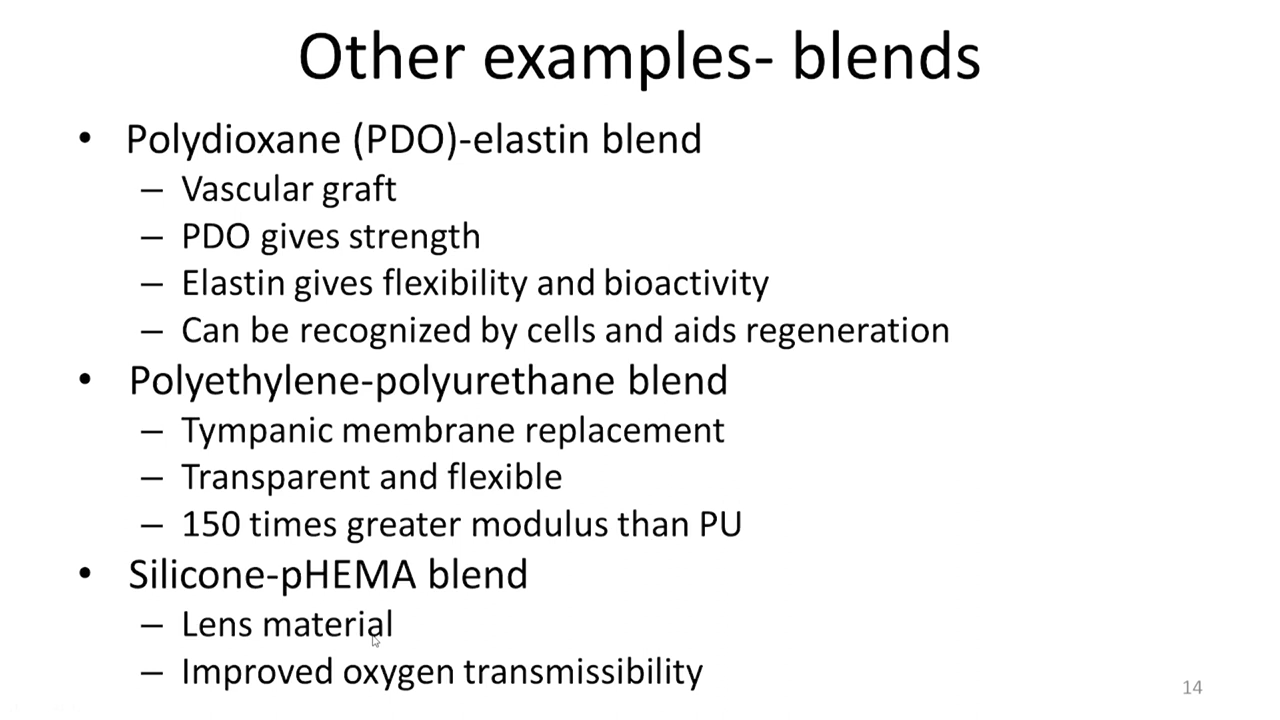 Other examples- blends
• Polydioxane (PDO)-elastin blend
– Vascular graft
– PDO gives strength
– Elastin gives flexibility and bioactivity
– Can be recognized by cells and aids regeneration
• Polyethylene-polyurethane blend
– Tympanic membrane replacement
– Transparent and flexible
– 150 times greater modulus than PU
• Silicone-pHEMA blend
– Lens material
– Improved oxygen transmissibility
14